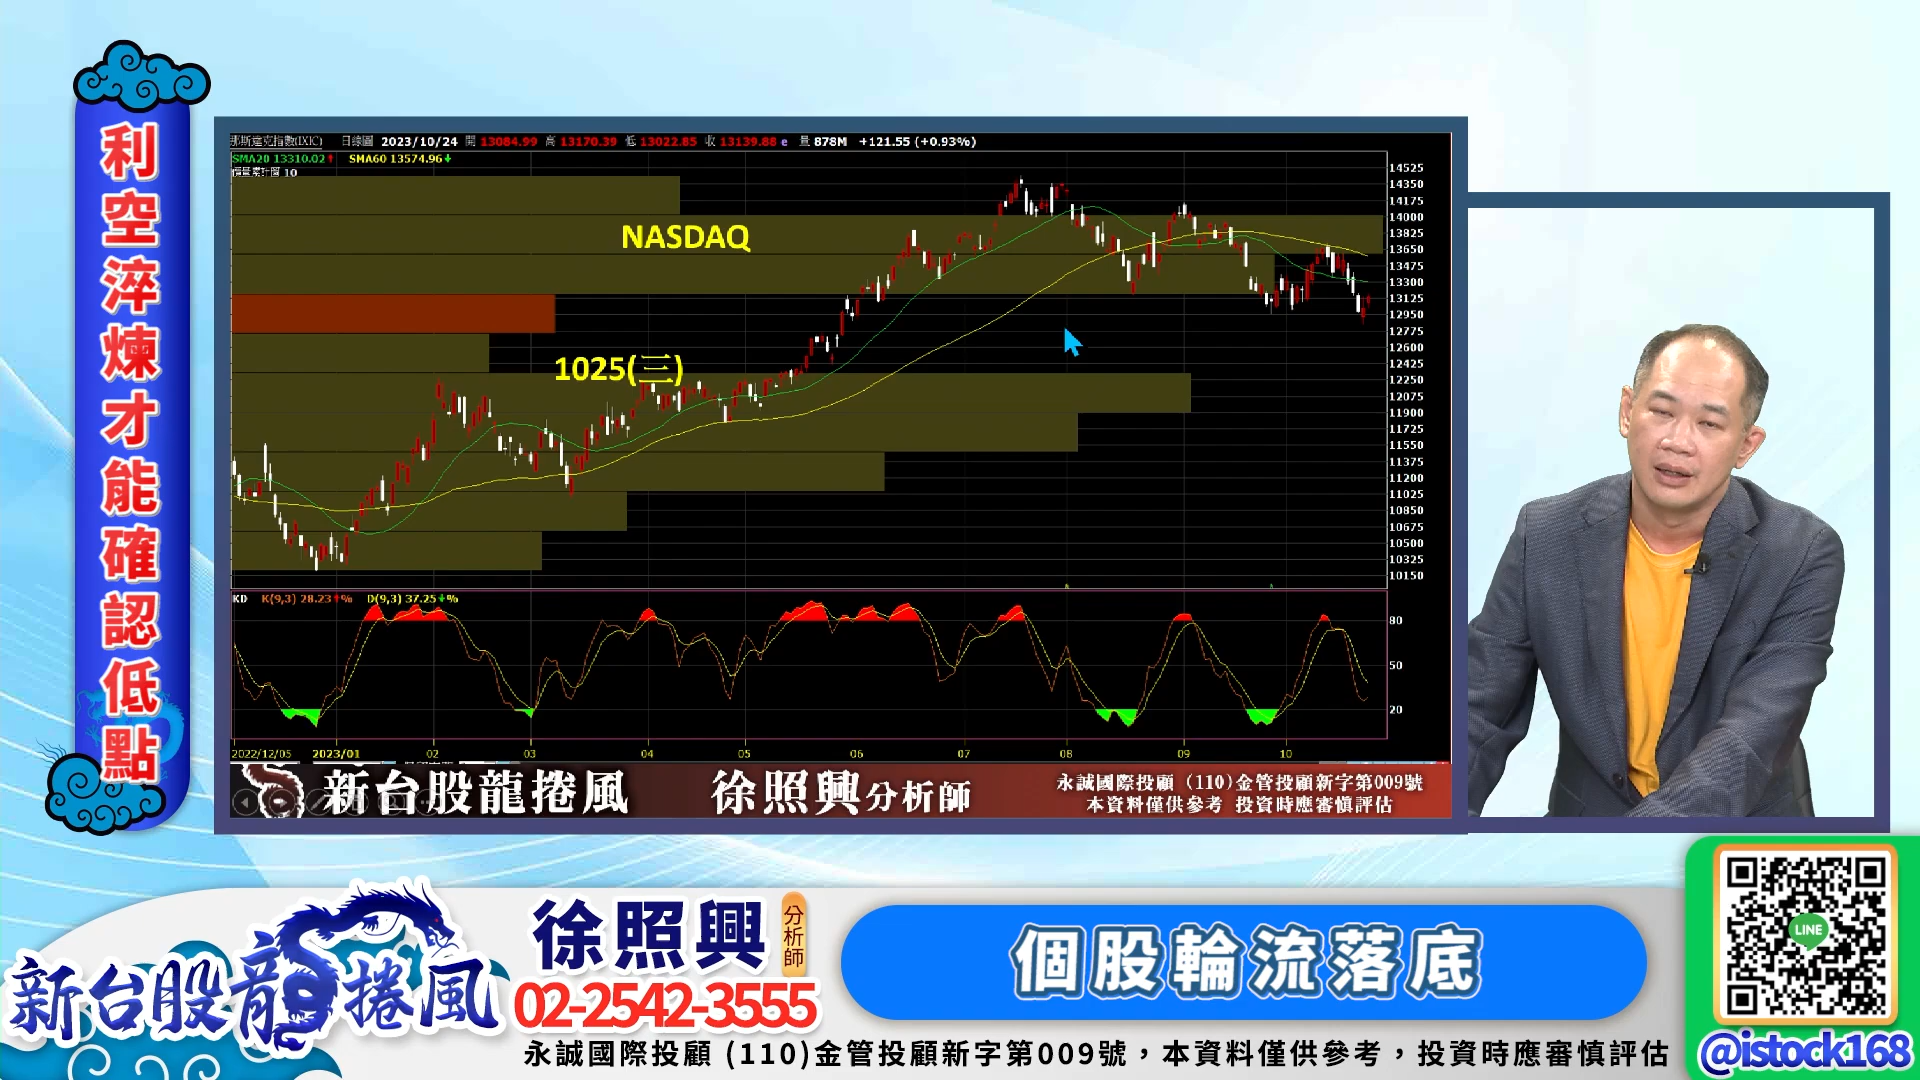 利空淬煉才能確認低點
那斯達克指數(IXIC) 日線圖 2023/10/24 開 13084.99 高 13170.39 低 13022.85 收 13139.88 e 量 878M +121.55 (+0.93%)
SMA20 13310.02 SMA60 13574.96
價量累計圖 10
NASDAQ
1025(三)
14525
14350
14175
14000
13825
13650
13475
13300
13125
12950
12775
12600
12425
12250
12075
11900
11725
11550
11375
11200
11025
10850
10675
10500
10325
10150
KD K(9,3) 28.23 % D(9,3) 37.25 %
80
50
20
2022/12/05 2023/01 02 03 04 05 06 07 08 09 10
新台股龍捲風 徐照興分析師
永誠國際投顧 (110)金管投顧新字第009號
本資料僅供參考 投資時應審慎評估
新台股龍捲風
徐照興 分析師
02-2542-3555
個股輪流落底
LINE
@istock168
永誠國際投顧 (110)金管投顧新字第009號，本資料僅供參考，投資時應審慎評估